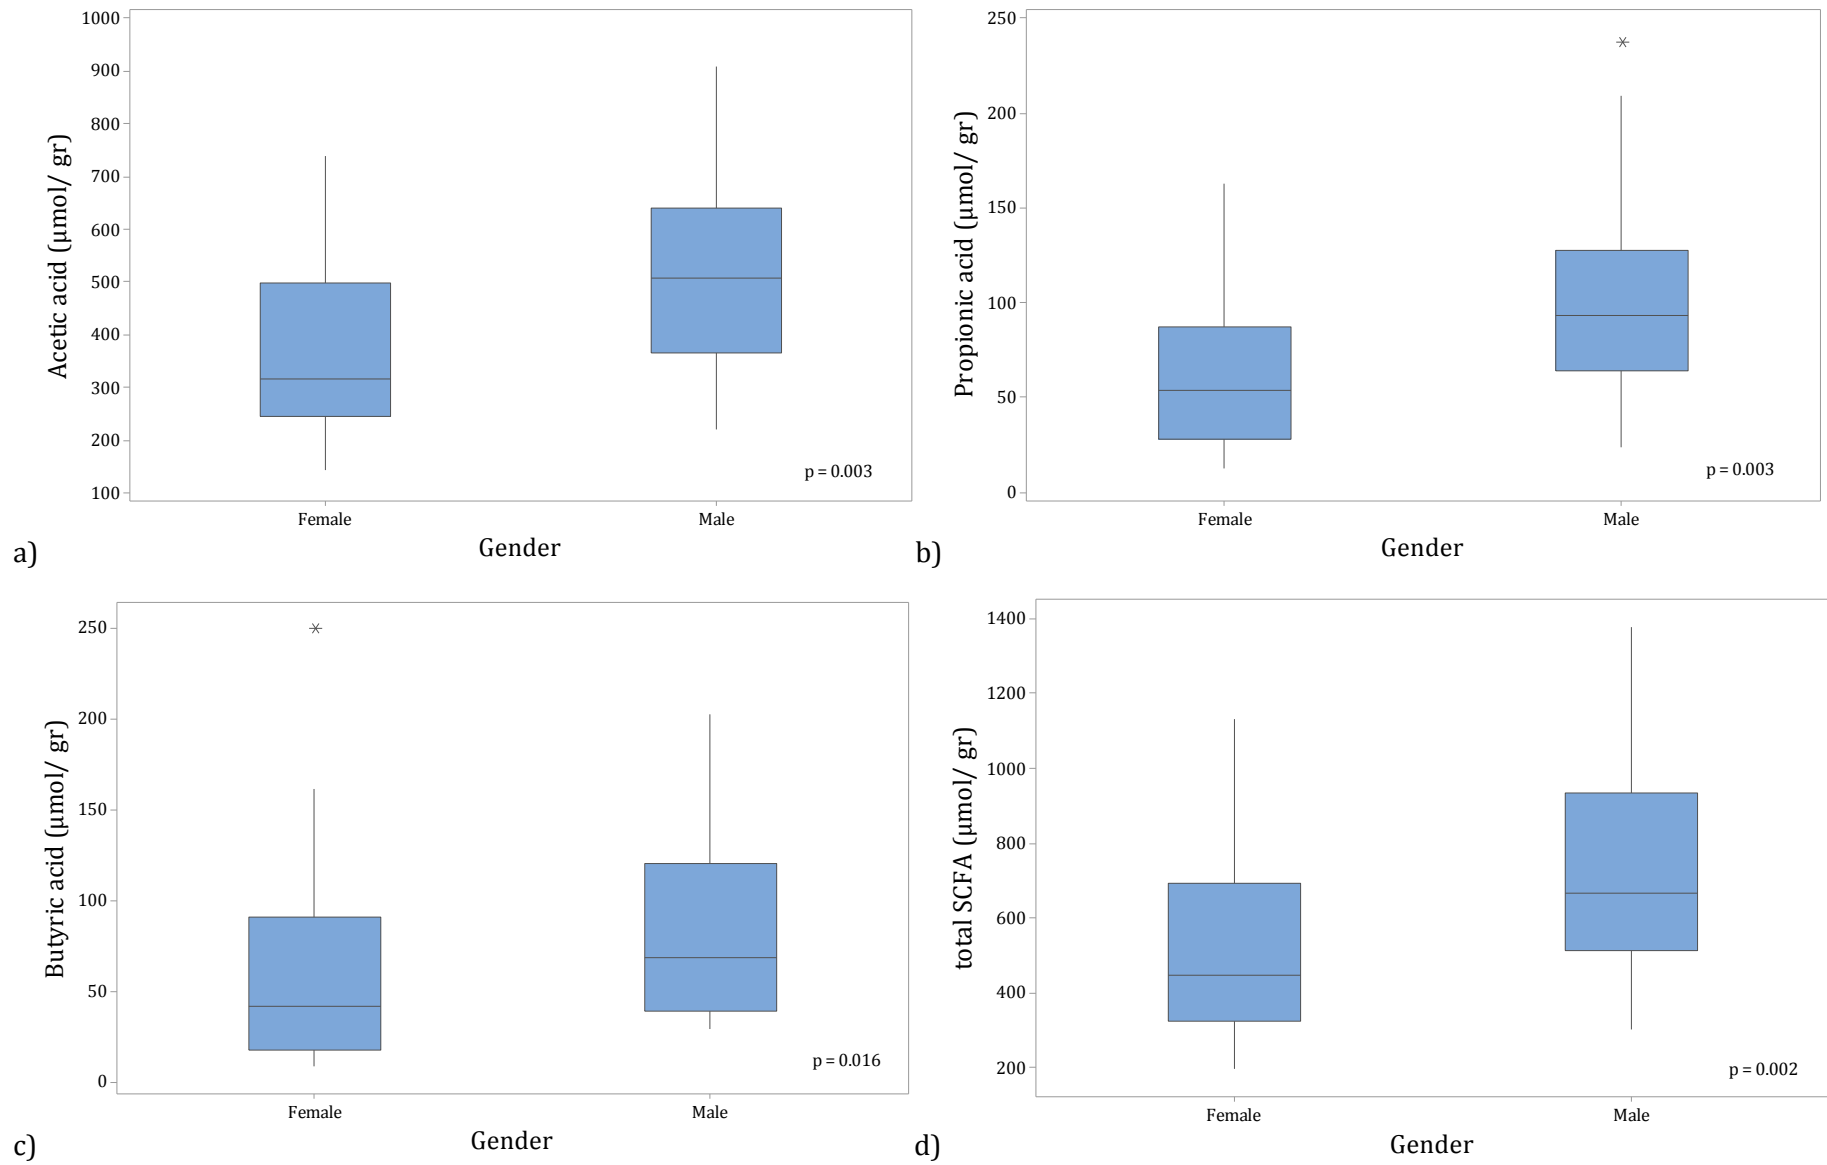 1000
900
800
700
600
500
400
300
200
100
Acetic acid (µmol/ gr)
p = 0.003
Female
Male
Gender
a)
250
200
150
100
50
0
Propionic acid (µmol/ gr)
p = 0.003
Female
Male
Gender
b)
250
200
150
100
50
0
Butyric acid (µmol/ gr)
p = 0.016
Female
Male
Gender
c)
1400
1200
1000
800
600
400
200
total SCFA (µmol/ gr)
p = 0.002
Female
Male
Gender
d)